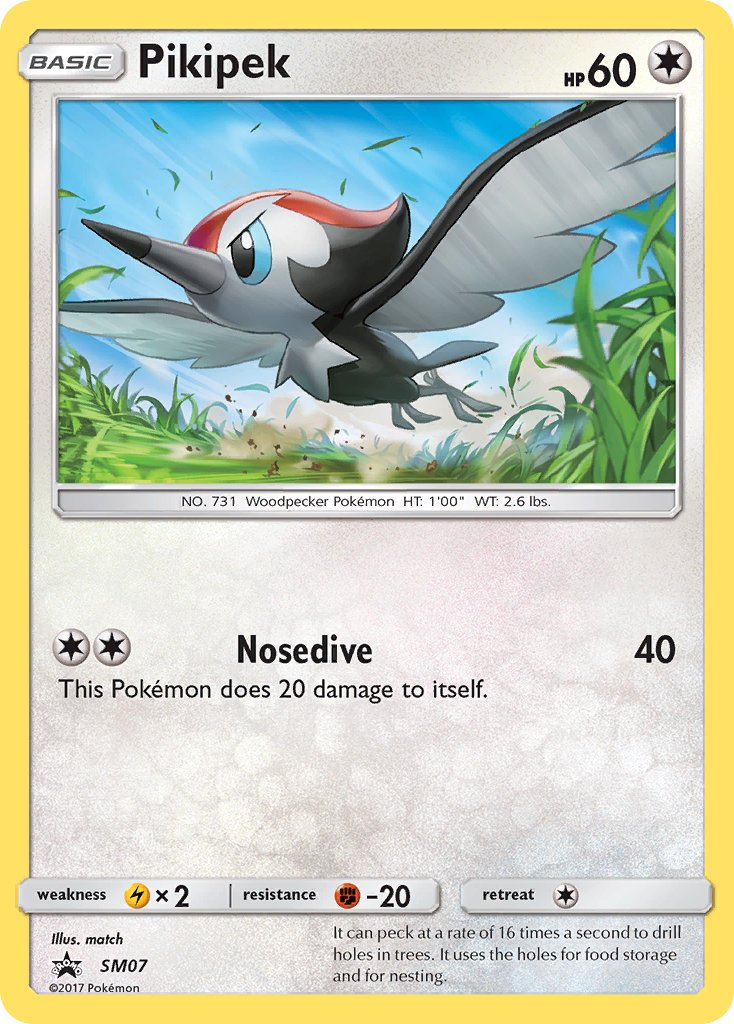 BASIC Pikipek HP60
NO. 731 Woodpecker Pokémon HT: 1'00" WT: 2.6 lbs.
Nosedive 40
This Pokémon does 20 damage to itself.
weakness ×2 resistance -20 retreat
Illus. match
SM07
©2017 Pokémon
It can peck at a rate of 16 times a second to drill
holes in trees. It uses the holes for food storage
and for nesting.